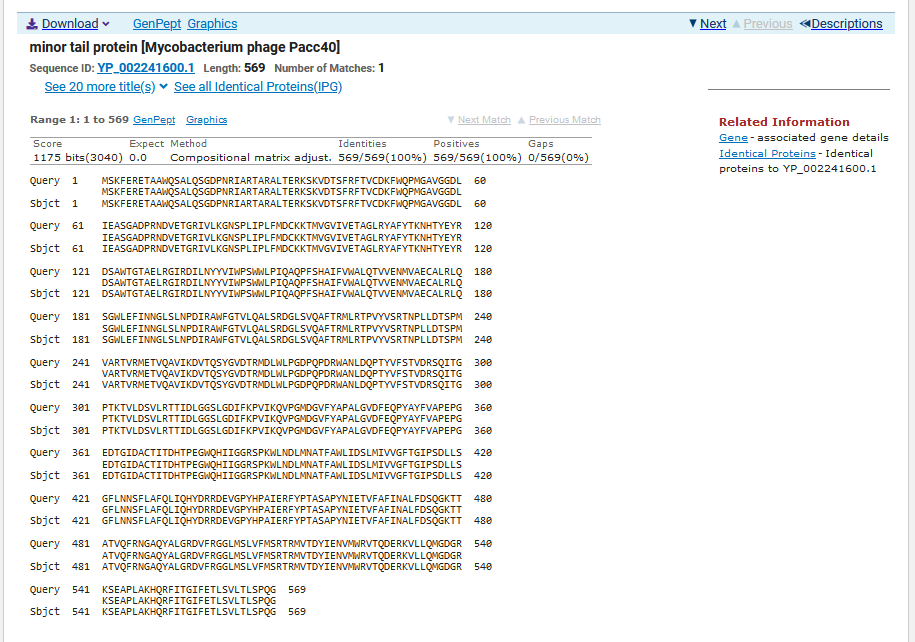 Download GenPept Graphics Next Previous Descriptions
minor tail protein [Mycobacterium phage Pacc40]
Sequence ID: YP_002241600.1 Length: 569 Number of Matches: 1
See 20 more title(s) See all Identical Proteins(IPG)
Range 1: 1 to 569 GenPept Graphics Next Match Previous Match
Score Expect Method Identities Positives Gaps
1175 bits(3040) 0.0 Compositional matrix adjust. 569/569(100%) 569/569(100%) 0/569(0%)
Query 1 MSKFERETAAWQSALQSGDPNRIARTARALTERKSKVDTSFRFTVCDKFWQPMGAVGGDL 60
MSKFERETAAWQSALQSGDPNRIARTARALTERKSKVDTSFRFTVCDKFWQPMGAVGGDL
Sbjct 1 MSKFERETAAWQSALQSGDPNRIARTARALTERKSKVDTSFRFTVCDKFWQPMGAVGGDL 60
Query 61 IEASGADPRNDVETGRIVLKGNSPLIPLFMDCKKTMVGVIVETAGLRYAFYTKNHTYEYR 120
IEASGADPRNDVETGRIVLKGNSPLIPLFMDCKKTMVGVIVETAGLRYAFYTKNHTYEYR
Sbjct 61 IEASGADPRNDVETGRIVLKGNSPLIPLFMDCKKTMVGVIVETAGLRYAFYTKNHTYEYR 120
Query 121 DSAWTGTAELRGIRDILNYYVIWPSWWLPIQAQPFSHAIFVWALQTVVENMVAECALRLQ 180
DSAWTGTAELRGIRDILNYYVIWPSWWLPIQAQPFSHAIFVWALQTVVENMVAECALRLQ
Sbjct 121 DSAWTGTAELRGIRDILNYYVIWPSWWLPIQAQPFSHAIFVWALQTVVENMVAECALRLQ 180
Query 181 SGWLEFINNGLSLNPDIRAWFGTVLQALSRDGLSVQAFTRMLRTPVYVSRTNPLLDTSPM 240
SGWLEFINNGLSLNPDIRAWFGTVLQALSRDGLSVQAFTRMLRTPVYVSRTNPLLDTSPM
Sbjct 181 SGWLEFINNGLSLNPDIRAWFGTVLQALSRDGLSVQAFTRMLRTPVYVSRTNPLLDTSPM 240
Query 241 VARTVRMETVQAVIKDVTQSYGVDTRMDLWLPGDPQPDRWANLDQPTYVFSTVDRSQITG 300
VARTVRMETVQAVIKDVTQSYGVDTRMDLWLPGDPQPDRWANLDQPTYVFSTVDRSQITG
Sbjct 241 VARTVRMETVQAVIKDVTQSYGVDTRMDLWLPGDPQPDRWANLDQPTYVFSTVDRSQITG 300
Query 301 PTKTVLDSVLRTTIDLGGSLGDIFKPVIKQVPGMDGVFYAPALGVDFEQPYAYFVAPEPG 360
PTKTVLDSVLRTTIDLGGSLGDIFKPVIKQVPGMDGVFYAPALGVDFEQPYAYFVAPEPG
Sbjct 301 PTKTVLDSVLRTTIDLGGSLGDIFKPVIKQVPGMDGVFYAPALGVDFEQPYAYFVAPEPG 360
Query 361 EDTGIDACTITDHTPEGWQHIIGGRSPKWLNDLMNATFAWLIDSLMIVVGFTGIPSDLLS 420
EDTGIDACTITDHTPEGWQHIIGGRSPKWLNDLMNATFAWLIDSLMIVVGFTGIPSDLLS
Sbjct 361 EDTGIDACTITDHTPEGWQHIIGGRSPKWLNDLMNATFAWLIDSLMIVVGFTGIPSDLLS 420
Query 421 GFLNNSFLAFQLIQHYDRRDEVGPYHPAIERFYPTASAPYNIETVFAFINALFDSQGKTT 480
GFLNNSFLAFQLIQHYDRRDEVGPYHPAIERFYPTASAPYNIETVFAFINALFDSQGKTT
Sbjct 421 GFLNNSFLAFQLIQHYDRRDEVGPYHPAIERFYPTASAPYNIETVFAFINALFDSQGKTT 480
Query 481 ATVQFRNGAQYALGRDVFRGGLMSLVFMSRTRMVTDYIENVMWRVTQDERKVLLQMGDGR 540
ATVQFRNGAQYALGRDVFRGGLMSLVFMSRTRMVTDYIENVMWRVTQDERKVLLQMGDGR
Sbjct 481 ATVQFRNGAQYALGRDVFRGGLMSLVFMSRTRMVTDYIENVMWRVTQDERKVLLQMGDGR 540
Query 541 KSEAPLAKHQRFITGIFETLSVLTLSPQG 569
KSEAPLAKHQRFITGIFETLSVLTLSPQG
Sbjct 541 KSEAPLAKHQRFITGIFETLSVLTLSPQG 569
Related Information
Gene - associated gene details
Identical Proteins - Identical
proteins to YP_002241600.1